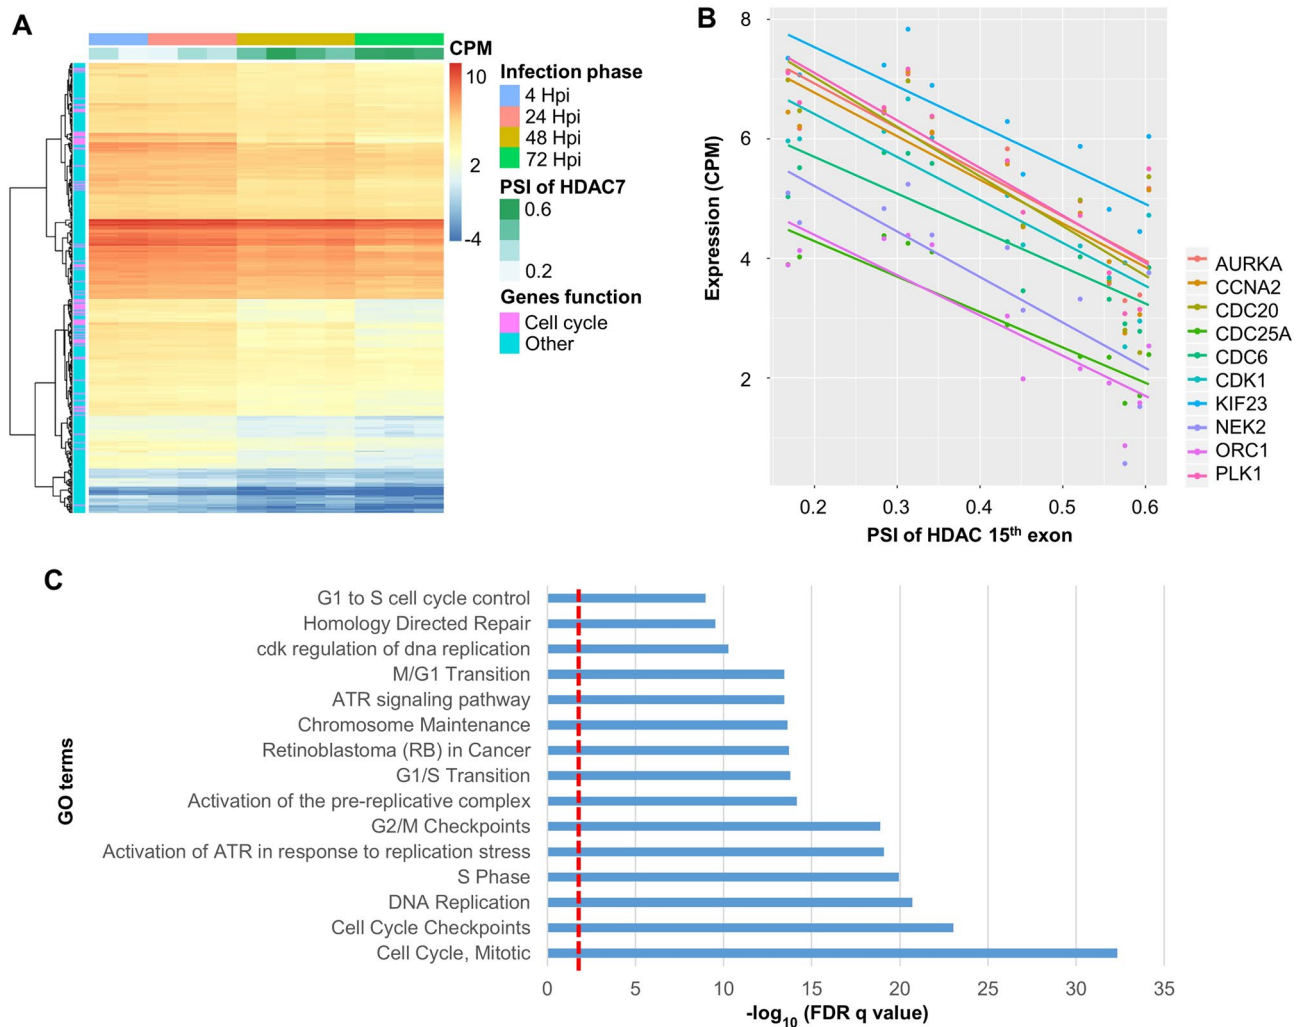 A
CPM
10
2
-4
Infection phase
4 Hpi
24 Hpi
48 Hpi
72 Hpi
PSI of HDAC7
0.6
0.2
Genes function
Cell cycle
Other
B
Expression (CPM)
8
6
4
2
0.2 0.3 0.4 0.5 0.6
PSI of HDAC 15th exon
AURKA
CCNA2
CDC20
CDC25A
CDC6
CDK1
KIF23
NEK2
ORC1
PLK1
C
GO terms
G1 to S cell cycle control
Homology Directed Repair
cdk regulation of dna replication
M/G1 Transition
ATR signaling pathway
Chromosome Maintenance
Retinoblastoma (RB) in Cancer
G1/S Transition
Activation of the pre-replicative complex
G2/M Checkpoints
Activation of ATR in response to replication stress
S Phase
DNA Replication
Cell Cycle Checkpoints
Cell Cycle, Mitotic
0 5 10 15 20 25 30 35
-log10 (FDR q value)